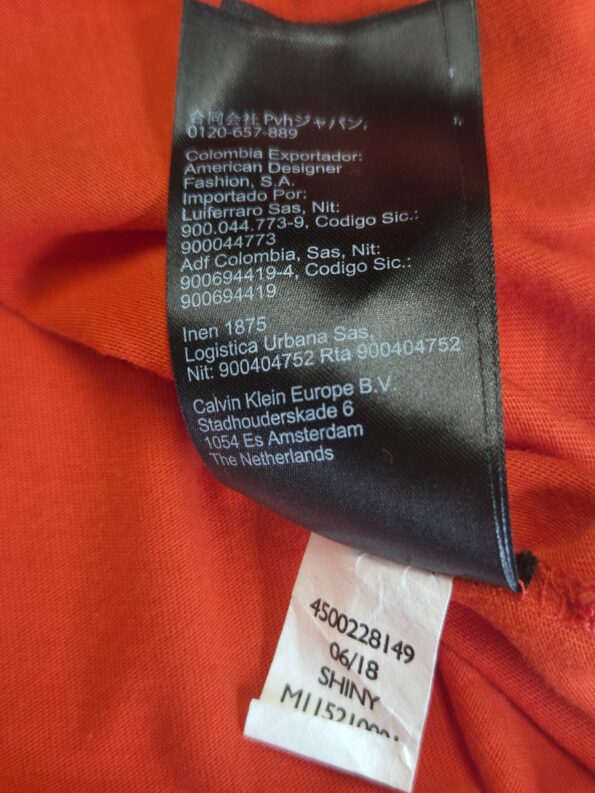 合同会社 Pvhジャパン,
0120-657-889
Colombia Exportador:
American Designer
Fashion, S.A.
Importado Por:
Luiferraro Sas, Nit:
900.044.773-9, Codigo Sic.:
900044773
Adf Colombia, Sas, Nit:
900694419-4, Codigo Sic.:
900694419
Inen 1875
Logistica Urbana Sas,
Nit: 900404752 Rta 900404752
Calvin Klein Europe B.V.
Stadhouderskade 6
1054 Es Amsterdam
The Netherlands
4500228149
06/18
SHINY